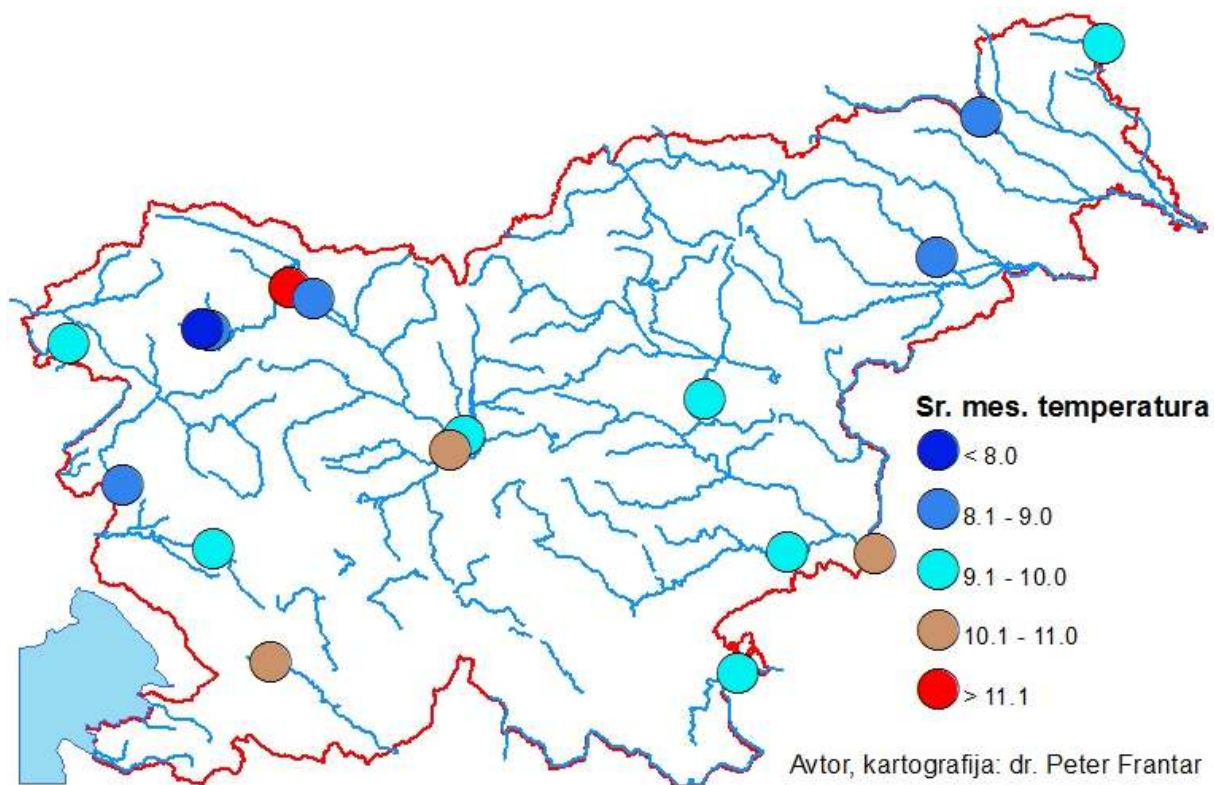 Sr. mes. temperatura
< 8.0
8.1 - 9.0
9.1 - 10.0
10.1 - 11.0
> 11.1
Avtor, kartografija: dr. Peter Frantar